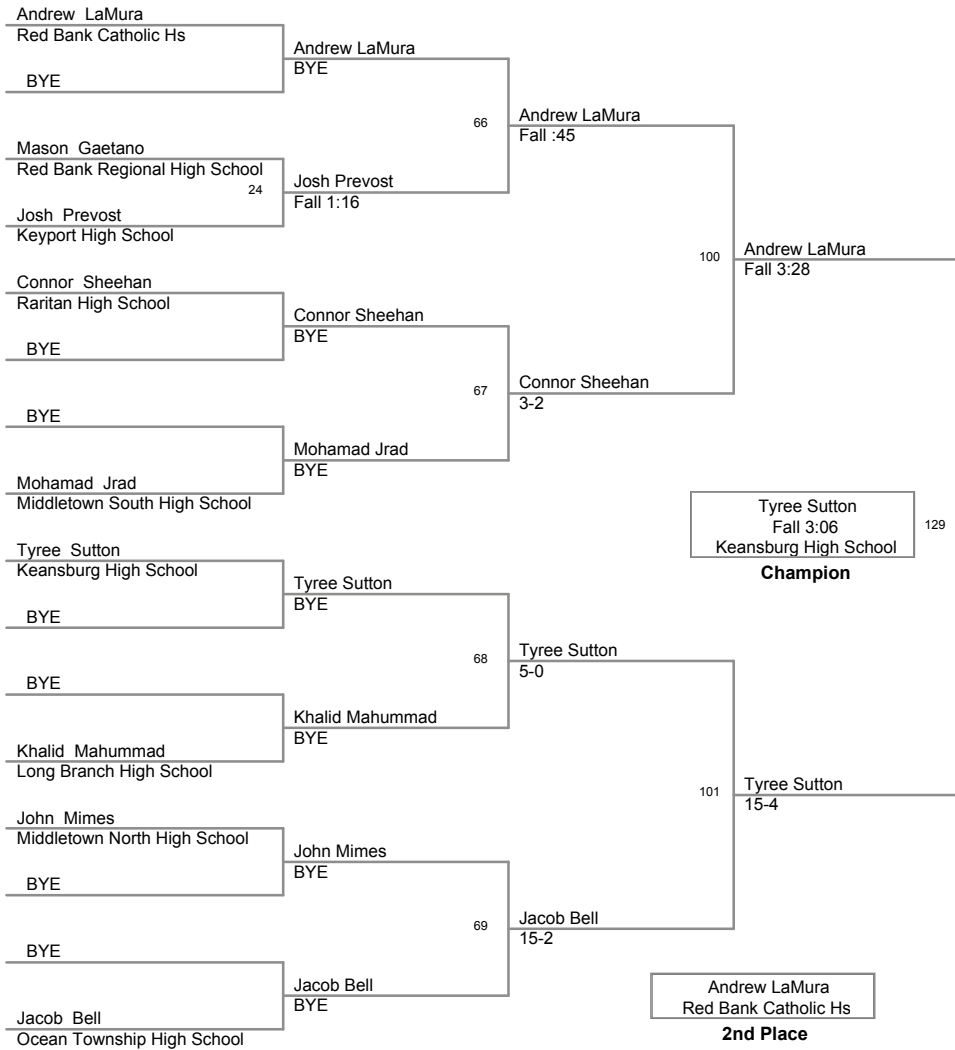 Andrew LaMura
Red Bank Catholic Hs
BYE
Mason Gaetano
Red Bank Regional High School
24
Josh Prevost
Keyport High School
Connor Sheehan
Raritan High School
BYE
BYE
Mohamad Jrad
Middletown South High School
Tyree Sutton
Keansburg High School
BYE
BYE
Khalid Mahummad
Long Branch High School
John Mimes
Middletown North High School
BYE
BYE
Jacob Bell
Ocean Township High School
Andrew LaMura
BYE
66
Josh Prevost
Fall 1:16
Connor Sheehan
BYE
67
Mohamad Jrad
BYE
Tyree Sutton
BYE
68
Khalid Mahummad
BYE
John Mimes
BYE
69
Jacob Bell
BYE
Andrew LaMura
Fall :45
100
Connor Sheehan
3-2
Tyree Sutton
5-0
101
Jacob Bell
15-2
Andrew LaMura
Fall 3:28
Tyree Sutton
Fall 3:06
Keansburg High School
129
Champion
Tyree Sutton
15-4
Andrew LaMura
Red Bank Catholic Hs
2nd Place